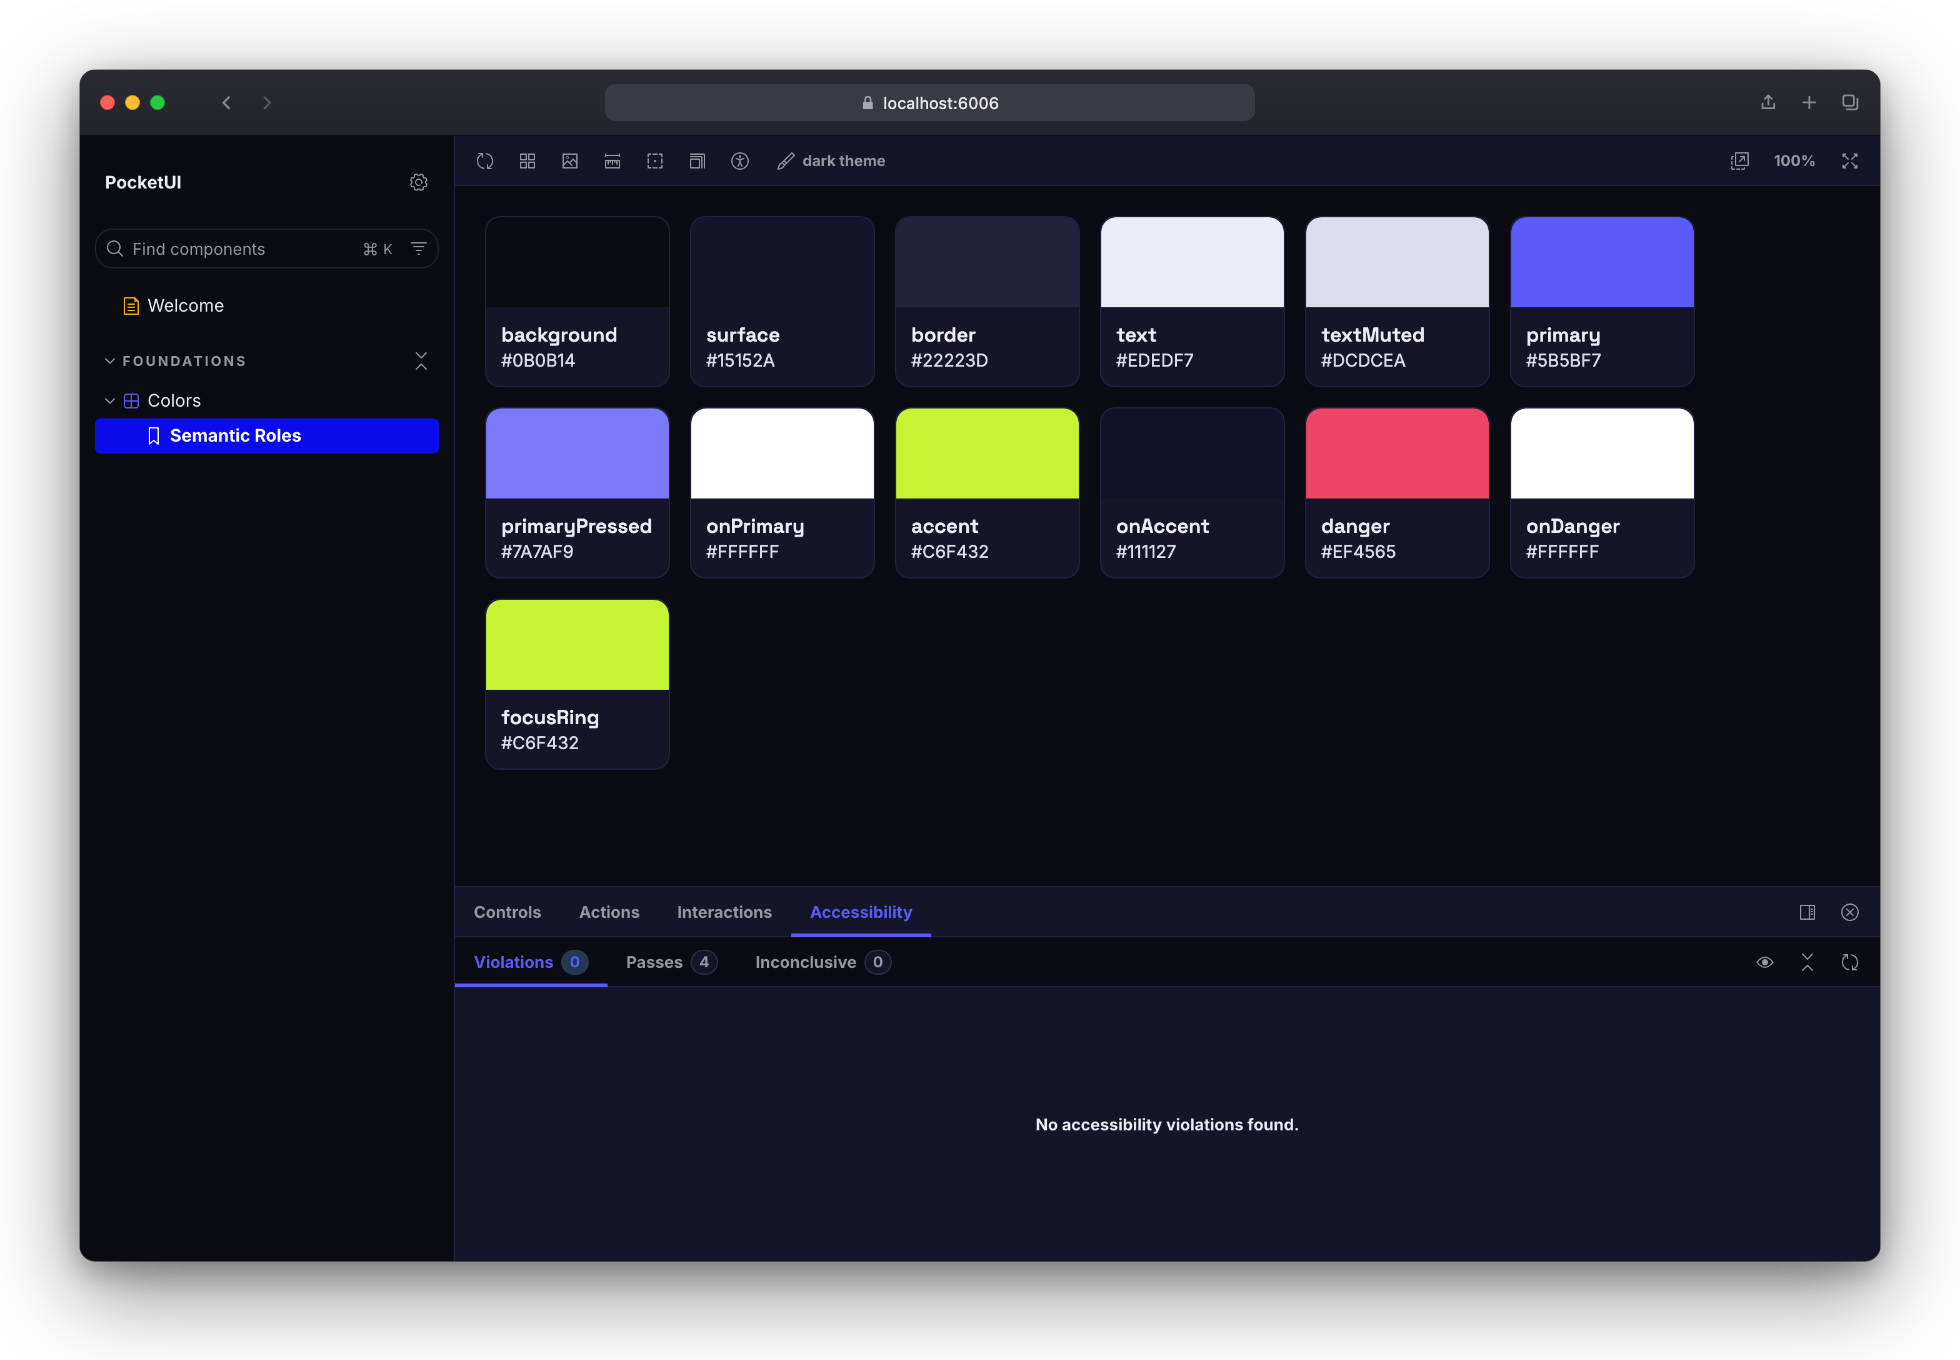 localhost:6006
PocketUI
Find components ⌘ K
Welcome
FOUNDATIONS
Colors
Semantic Roles
dark theme
100%
background
#0B0B14
surface
#15152A
border
#22223D
text
#EDEDF7
textMuted
#DCDCEA
primary
#5B5BF7
primaryPressed
#7A7AF9
onPrimary
#FFFFFF
accent
#C6F432
onAccent
#111127
danger
#EF4565
onDanger
#FFFFFF
focusRing
#C6F432
Controls Actions Interactions Accessibility
Violations 0 Passes 4 Inconclusive 0
No accessibility violations found.